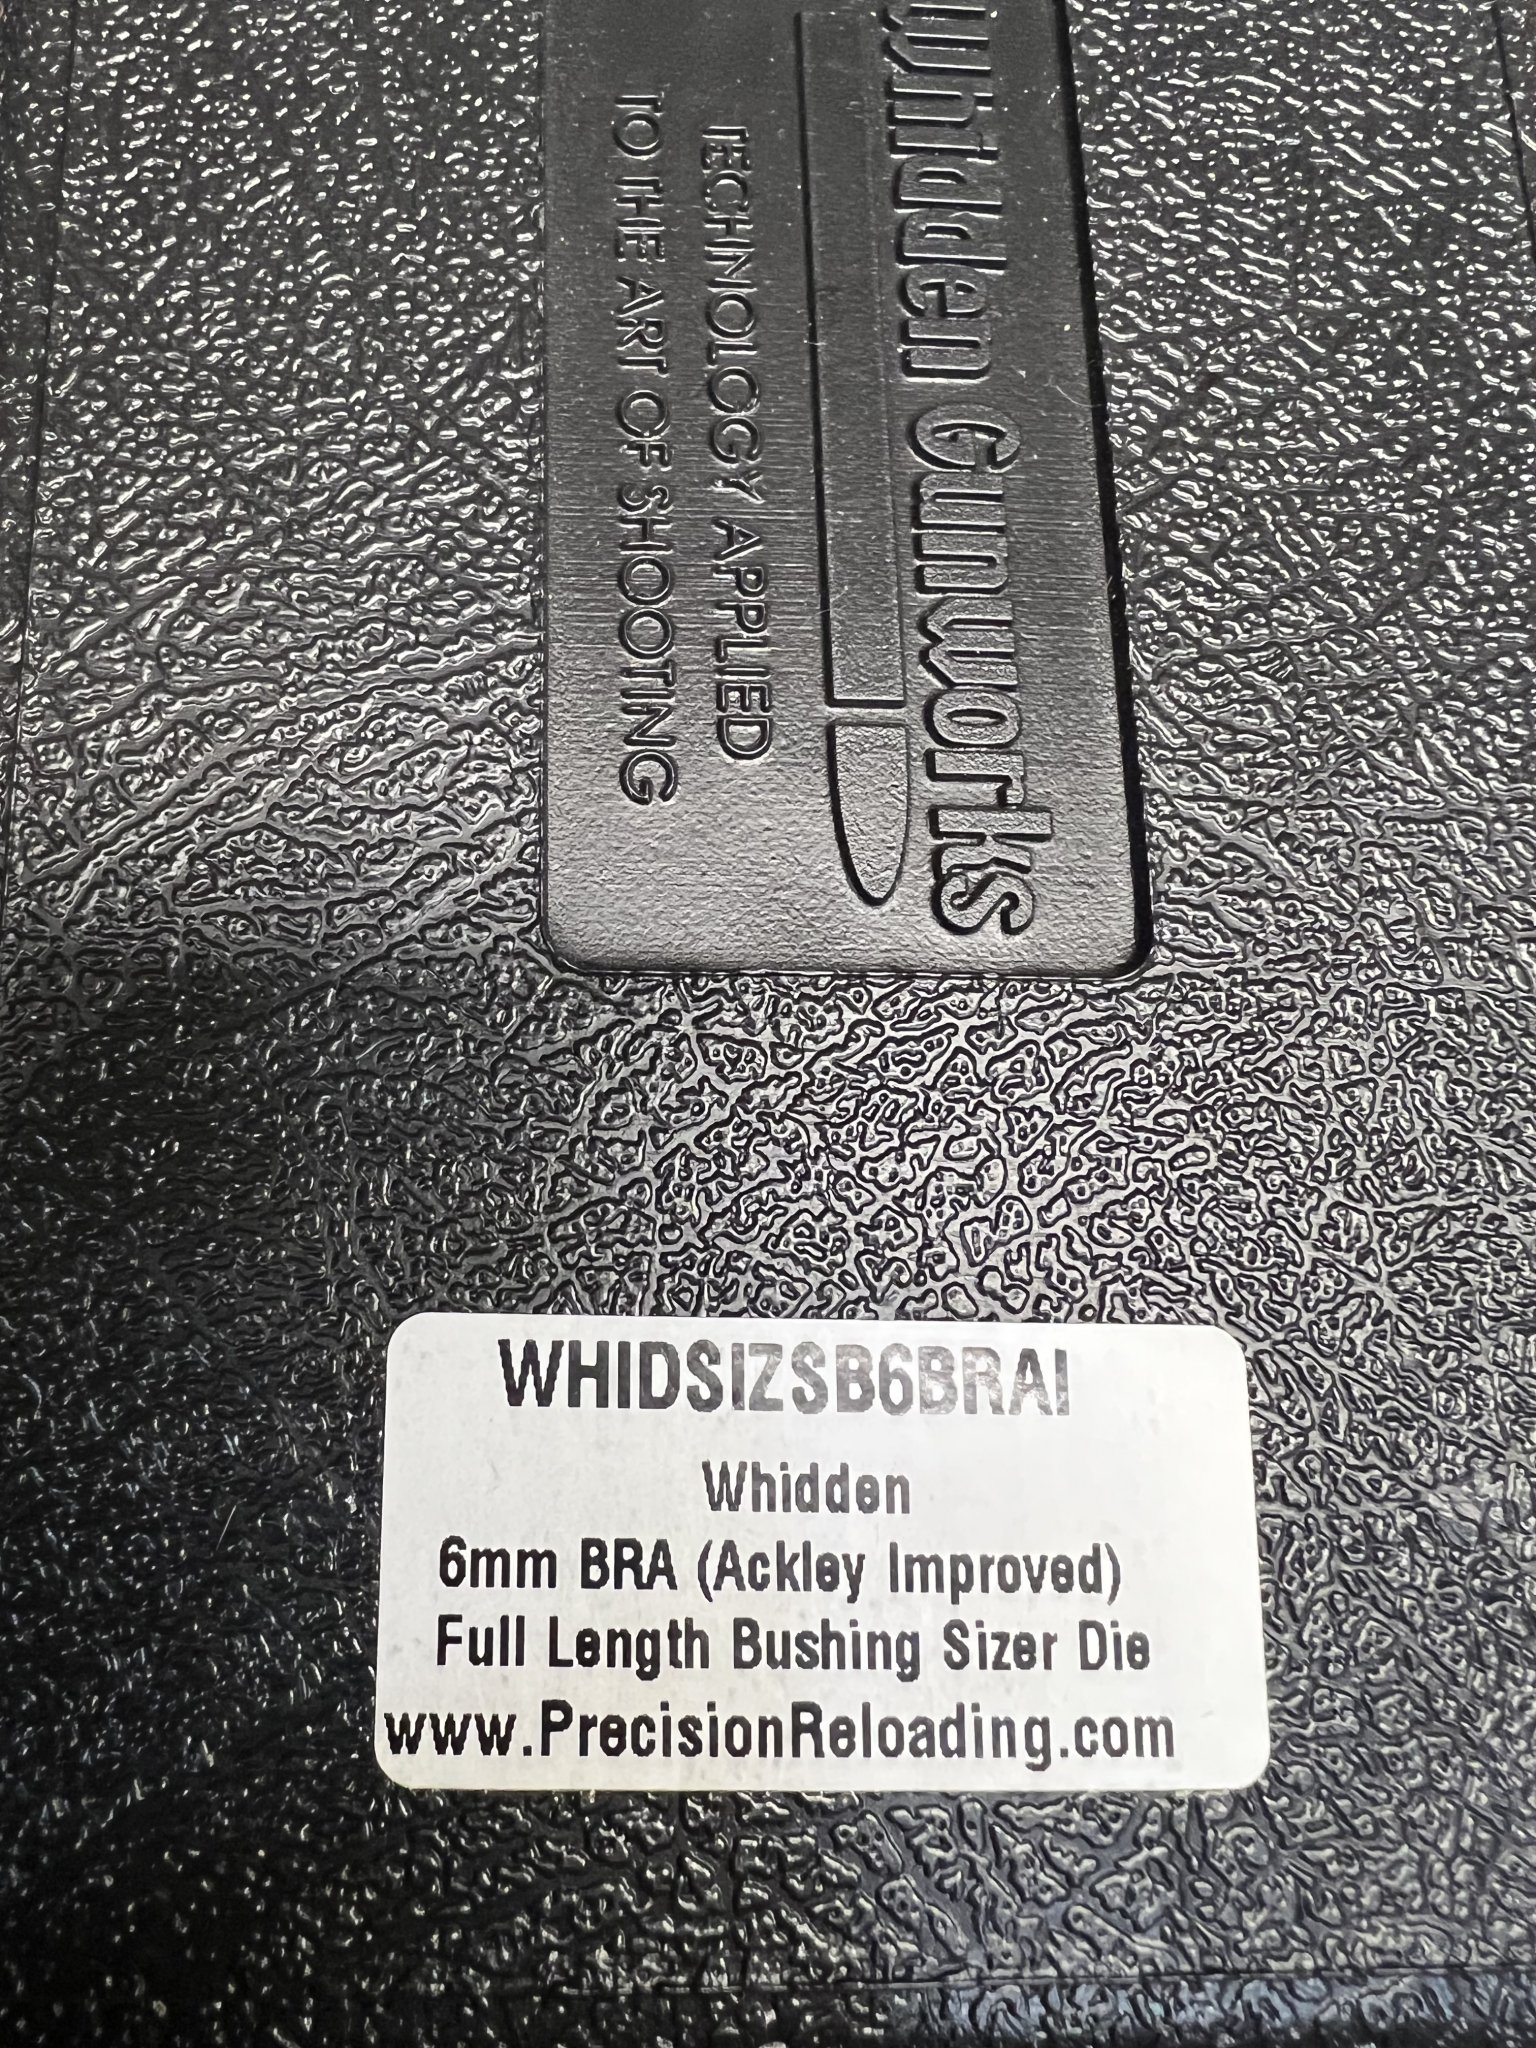 Whidden Gunworks
TECHNOLOGY APPLIED
TO THE ART OF SHOOTING
WHIDSIZSB6BRAI
Whidden
6mm BRA (Ackley Improved)
Full Length Bushing Sizer Die
www.PrecisionReloading.com